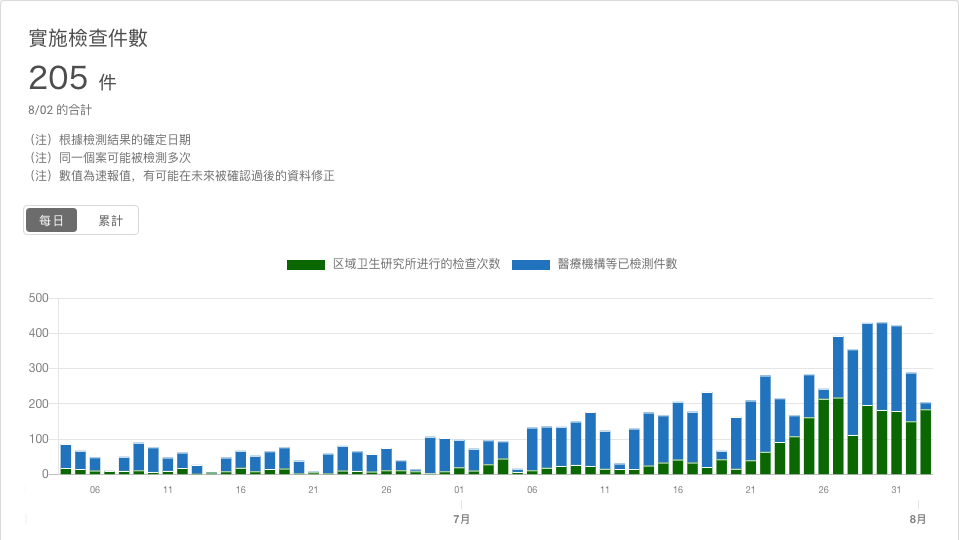 實施檢查件數
205 件
8/02 的合計
（注）根據檢測結果的確定日期
（注）同一個案可能被檢測多次
（注）數值為速報值，有可能在未來被確認過後的資料修正
每日 累計
区域卫生研究所进行的检查次数 醫療機構等已檢測件數
500
400
300
200
100
0
06 11 16 21 26 01 06 11 16 21 26 31
7月 8月